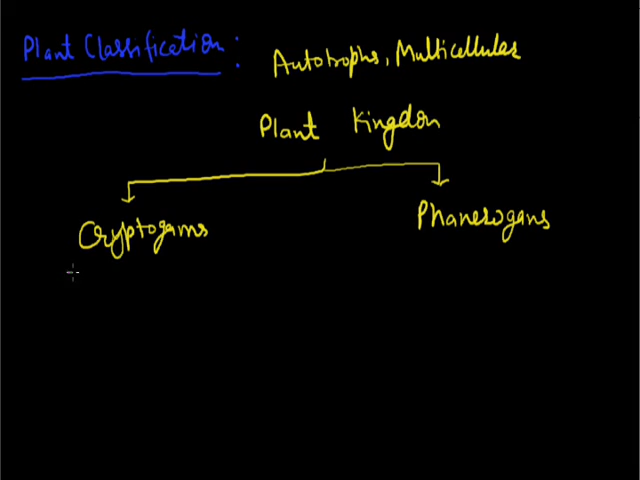 Plant Classification : Autotrophs, Multicellular
Plant Kingdom
Cryptogams Phanerogams